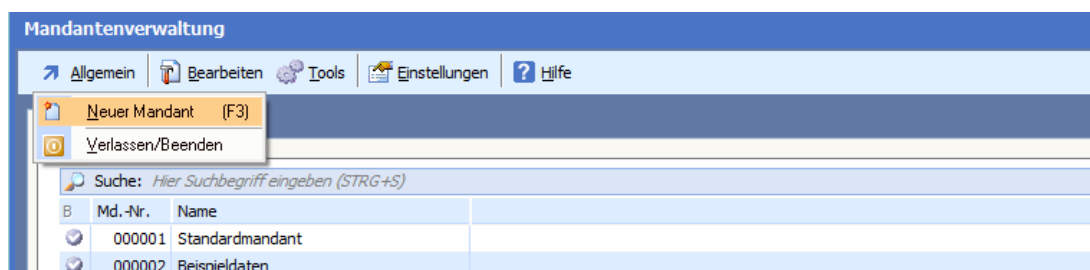 Mandantenverwaltung
Allgemein Bearbeiten Tools Einstellungen Hilfe
Neuer Mandant (F3)
Verlassen/Beenden
Suche: Hier Suchbegriff eingeben (STRG+S)
B Md.-Nr. Name
000001 Standardmandant
000002 Beispieldaten